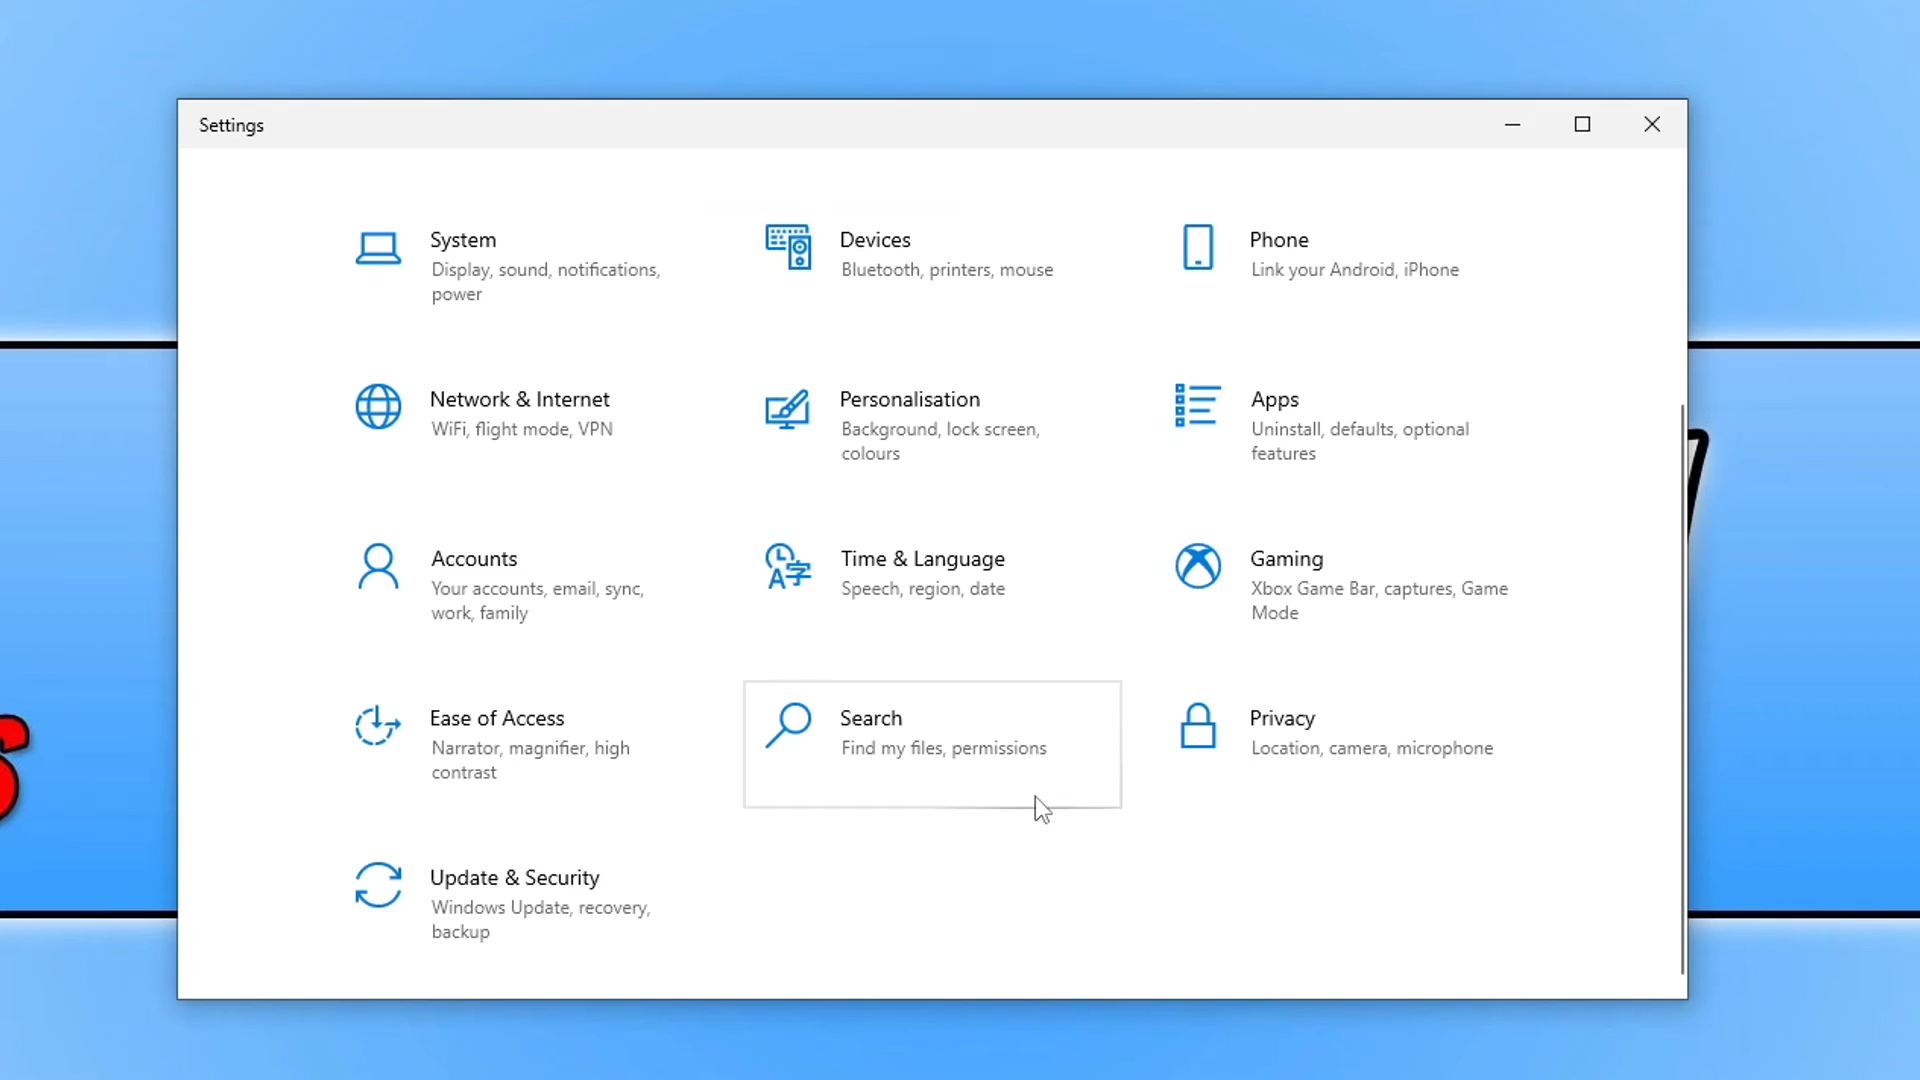 Settings
System
Display, sound, notifications,
power
Devices
Bluetooth, printers, mouse
Phone
Link your Android, iPhone
Network & Internet
WiFi, flight mode, VPN
Personalisation
Background, lock screen,
colours
Apps
Uninstall, defaults, optional
features
Accounts
Your accounts, email, sync,
work, family
Time & Language
Speech, region, date
Gaming
Xbox Game Bar, captures, Game
Mode
Ease of Access
Narrator, magnifier, high
contrast
Search
Find my files, permissions
Privacy
Location, camera, microphone
Update & Security
Windows Update, recovery,
backup